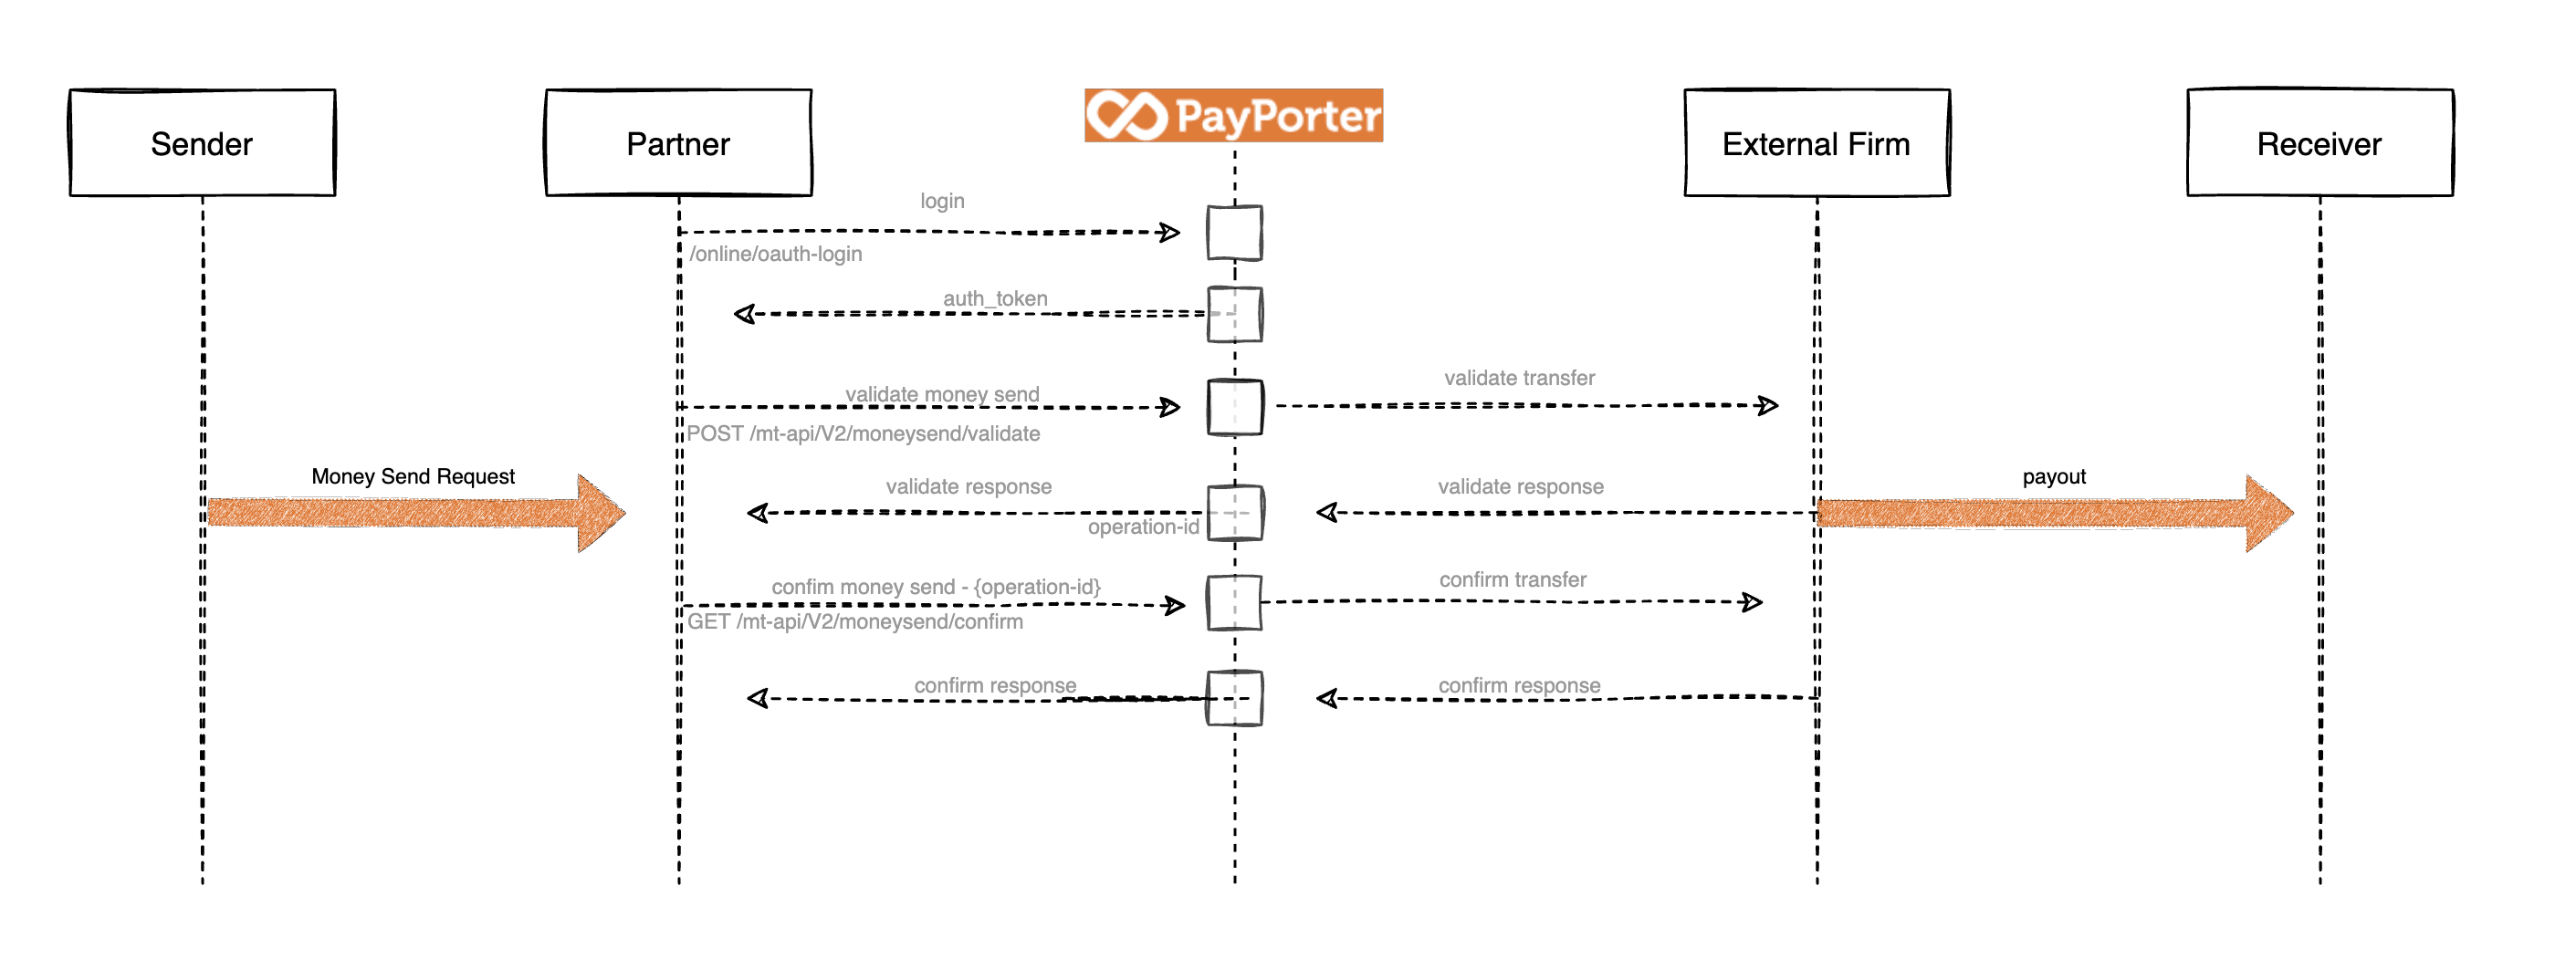 Sender
Partner
PayPorter
External Firm
Receiver
login
/online/oauth-login
auth_token
validate money send
validate transfer
POST /mt-api/V2/moneysend/validate
Money Send Request
validate response
validate response
payout
operation-id
confim money send - {operation-id}
confirm transfer
GET /mt-api/V2/moneysend/confirm
confirm response
confirm response